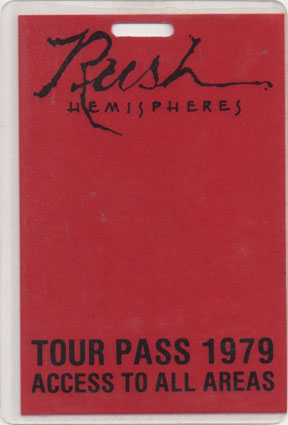 Rush
HEMISPHERES
TOUR PASS 1979
ACCESS TO ALL AREAS